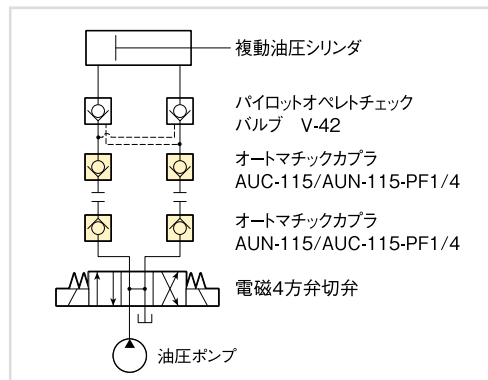 複動油圧シリンダ
パイロットオペレトチェック
バルブ V-42
オートマチックカプラ
AUC-115/AUN-115-PF1/4
オートマチックカプラ
AUN-115/AUC-115-PF1/4
電磁4方弁切弁
油圧ポンプ